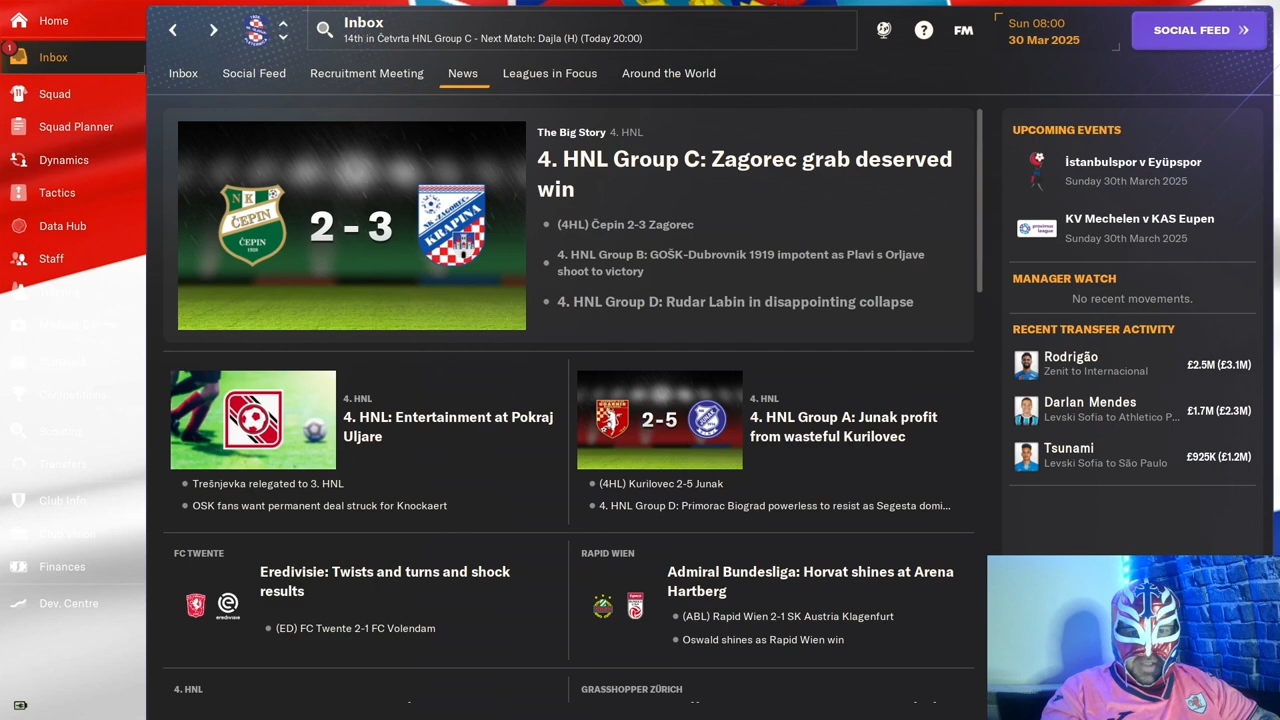 Home
Inbox
14th in Četvrta HNL Group C - Next Match: Dajla (H) (Today 20:00)
FM
Sun 08:00
30 Mar 2025
SOCIAL FEED
1
Inbox
Inbox
Social Feed
Recruitment Meeting
News
Leagues in Focus
Around the World
Squad
Squad Planner
Dynamics
Tactics
Data Hub
Staff
Club Info
Club Vision
Finances
Dev. Centre
NK
ČEPIN
ČEPIN
2 - 3
KRAPINA
The Big Story 4. HNL
4. HNL Group C: Zagorec grab deserved
win
(4HL) Čepin 2-3 Zagorec
4. HNL Group B: GOŠK-Dubrovnik 1919 impotent as Plavi s Orljave
shoot to victory
4. HNL Group D: Rudar Labin in disappointing collapse
4. HNL
4. HNL: Entertainment at Pokraj
Uljare
Trešnjevka relegated to 3. HNL
OSK fans want permanent deal struck for Knockaert
2-5
4. HNL
4. HNL Group A: Junak profit
from wasteful Kurilovec
(4HL) Kurilovec 2-5 Junak
4. HNL Group D: Primorac Biograd powerless to resist as Segesta domi...
FC TWENTE
Eredivisie: Twists and turns and shock
results
(ED) FC Twente 2-1 FC Volendam
RAPID WIEN
Admiral Bundesliga: Horvat shines at Arena
Hartberg
(ABL) Rapid Wien 2-1 SK Austria Klagenfurt
Oswald shines as Rapid Wien win
4. HNL
GRASSHOPPER ZÜRICH
UPCOMING EVENTS
İstanbulspor v Eyüpspor
Sunday 30th March 2025
KV Mechelen v KAS Eupen
Sunday 30th March 2025
MANAGER WATCH
No recent movements.
RECENT TRANSFER ACTIVITY
Rodrigão
Zenit to Internacional
£2.5M (£3.1M)
Darlan Mendes
Levski Sofia to Athletico P...
£1.7M (£2.3M)
Tsunami
Levski Sofia to São Paulo
£925K (£1.2M)